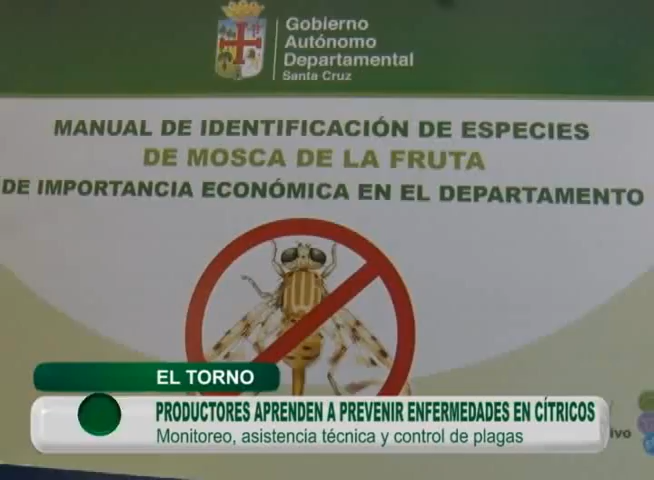 Gobierno
Autónomo
Departamental
Santa Cruz
MANUAL DE IDENTIFICACIÓN DE ESPECIES
DE MOSCA DE LA FRUTA
DE IMPORTANCIA ECONÓMICA EN EL DEPARTAMENTO
EL TORNO
PRODUCTORES APRENDEN A PREVENIR ENFERMEDADES EN CÍTRICOS
Monitoreo, asistencia técnica y control de plagas